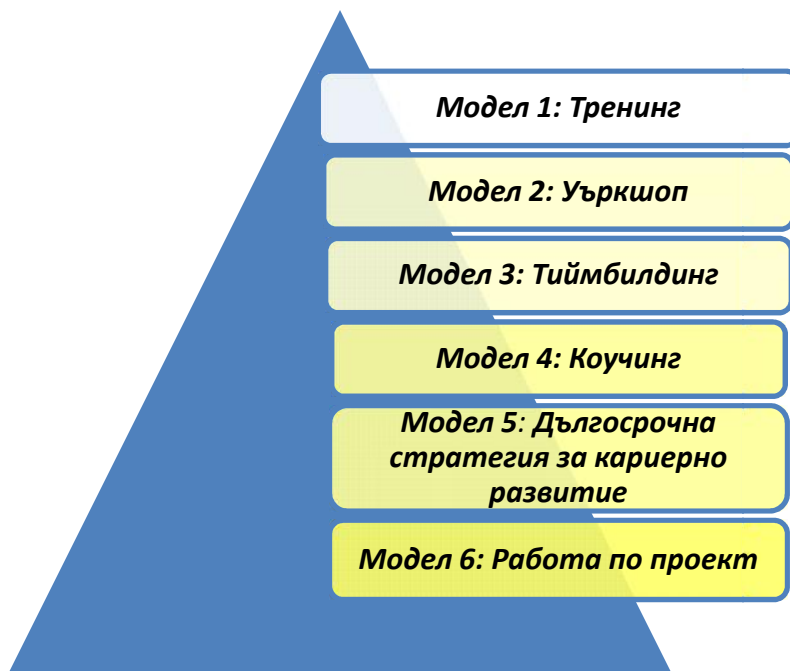 Модел 1: Тренинг
Модел 2: Уъркшоп
Модел 3: Тиймбилдинг
Модел 4: Коучинг
Модел 5: Дългосрочна
стратегия за кариерно
развитие
Модел 6: Работа по проект